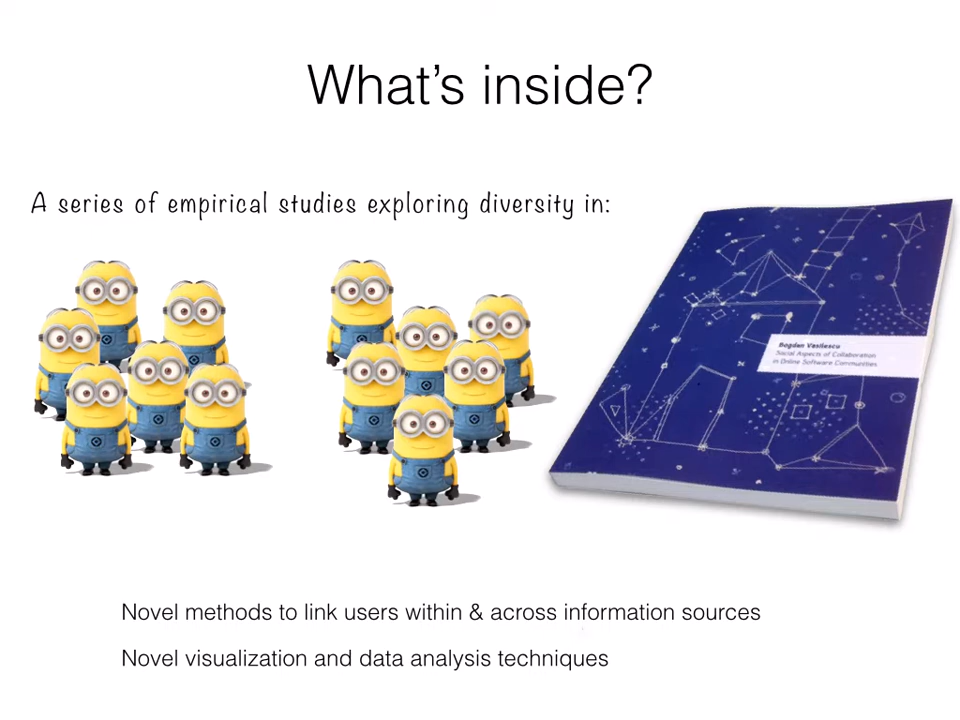 What's inside?
A series of empirical studies exploring diversity in:
Bogdan Vasilescu
Social Aspects of Collaboration
in Online Software Communities
Novel methods to link users within & across information sources
Novel visualization and data analysis techniques